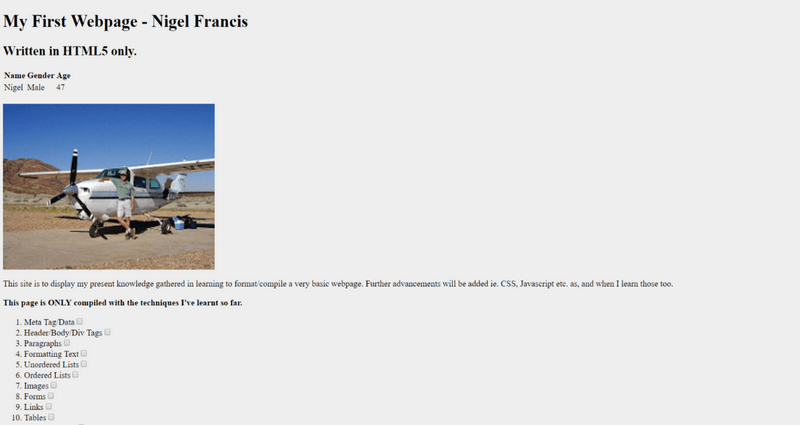 My First Webpage - Nigel Francis
Written in HTML5 only.
Name Gender Age
Nigel Male 47
This site is to display my present knowledge gathered in learning to format/compile a very basic webpage. Further advancements will be added ie. CSS, Javascript etc. as, and when I learn those too.
This page is ONLY compiled with the techniques I've learnt so far.
1. Meta Tag/Data
2. Header/Body/Div Tags
3. Paragraphs
4. Formatting Text
5. Unordered Lists
6. Ordered Lists
7. Images
8. Forms
9. Links
10. Tables